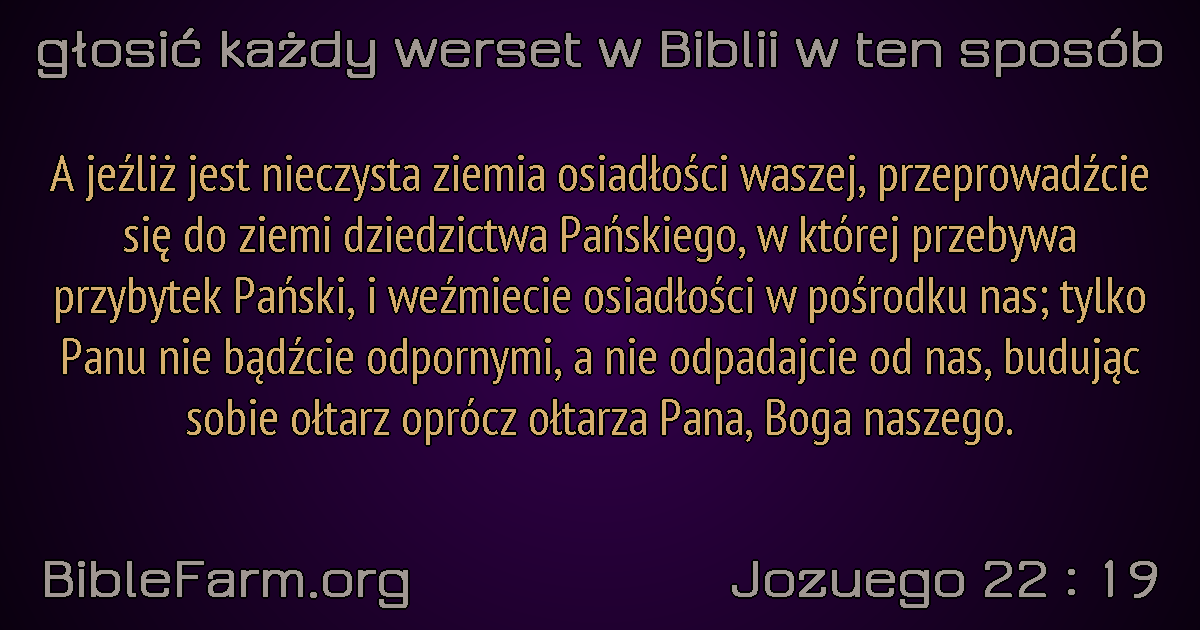 głosić każdy werset w Biblii w ten sposób
A jeźliż jest nieczysta ziemia osiadłości waszej, przeprowadźcie
się do ziemi dziedzictwa Pańskiego, w której przebywa
przybytek Pański, i weźmiecie osiadłości w pośrodku nas; tylko
Panu nie bądźcie odpornymi, a nie odpadajcie od nas, budując
sobie ołtarz oprócz ołtarza Pana, Boga naszego.
BibleFarm.org
Jozuego 22 : 19